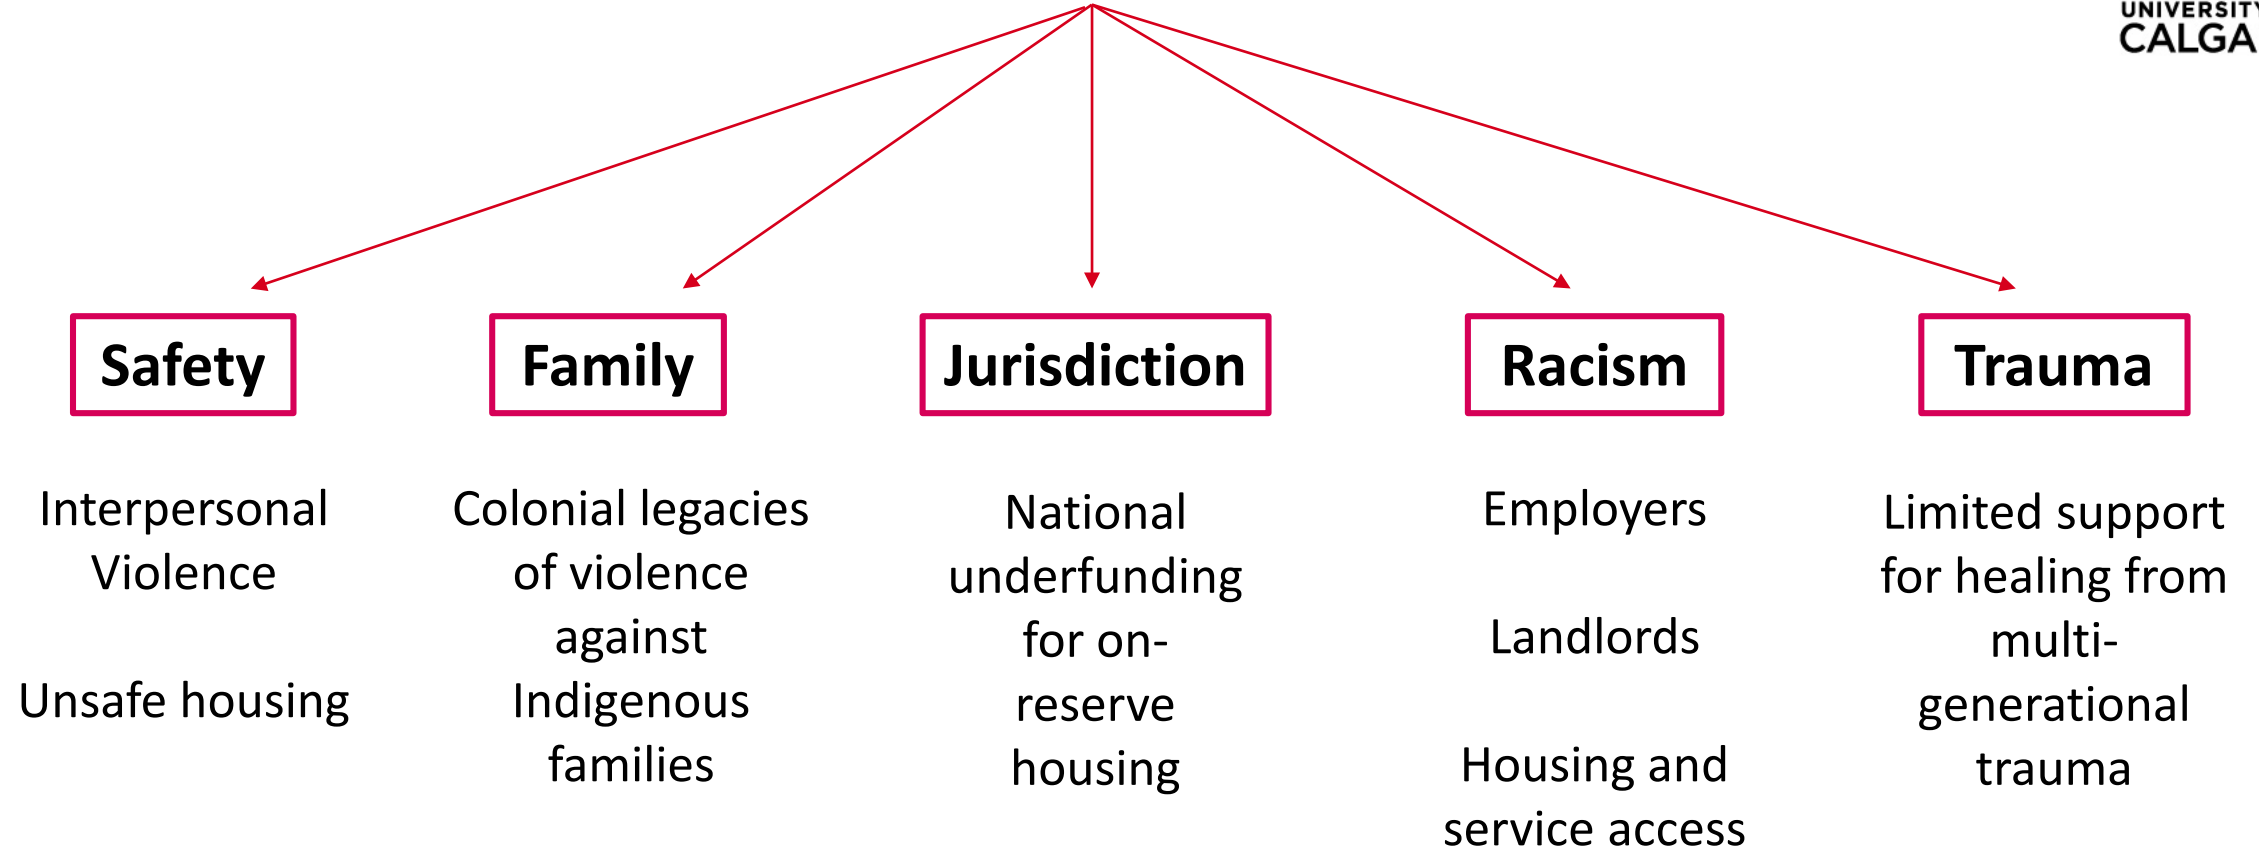 UNIVERSITY
CALGA
Safety
Family
Jurisdiction
Racism
Trauma
Interpersonal
Violence
Unsafe housing
Colonial legacies
of violence
against
Indigenous
families
National
underfunding
for on-
reserve
housing
Employers
Landlords
Housing and
service access
Limited support
for healing from
multi-
generational
trauma